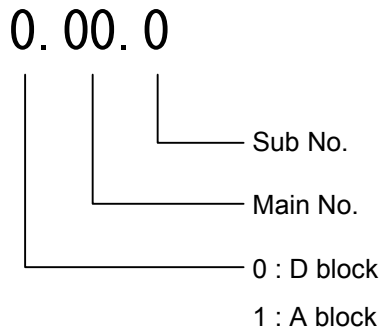 0. 00. 0
Sub No.
Main No.
0 : D block
1 : A block